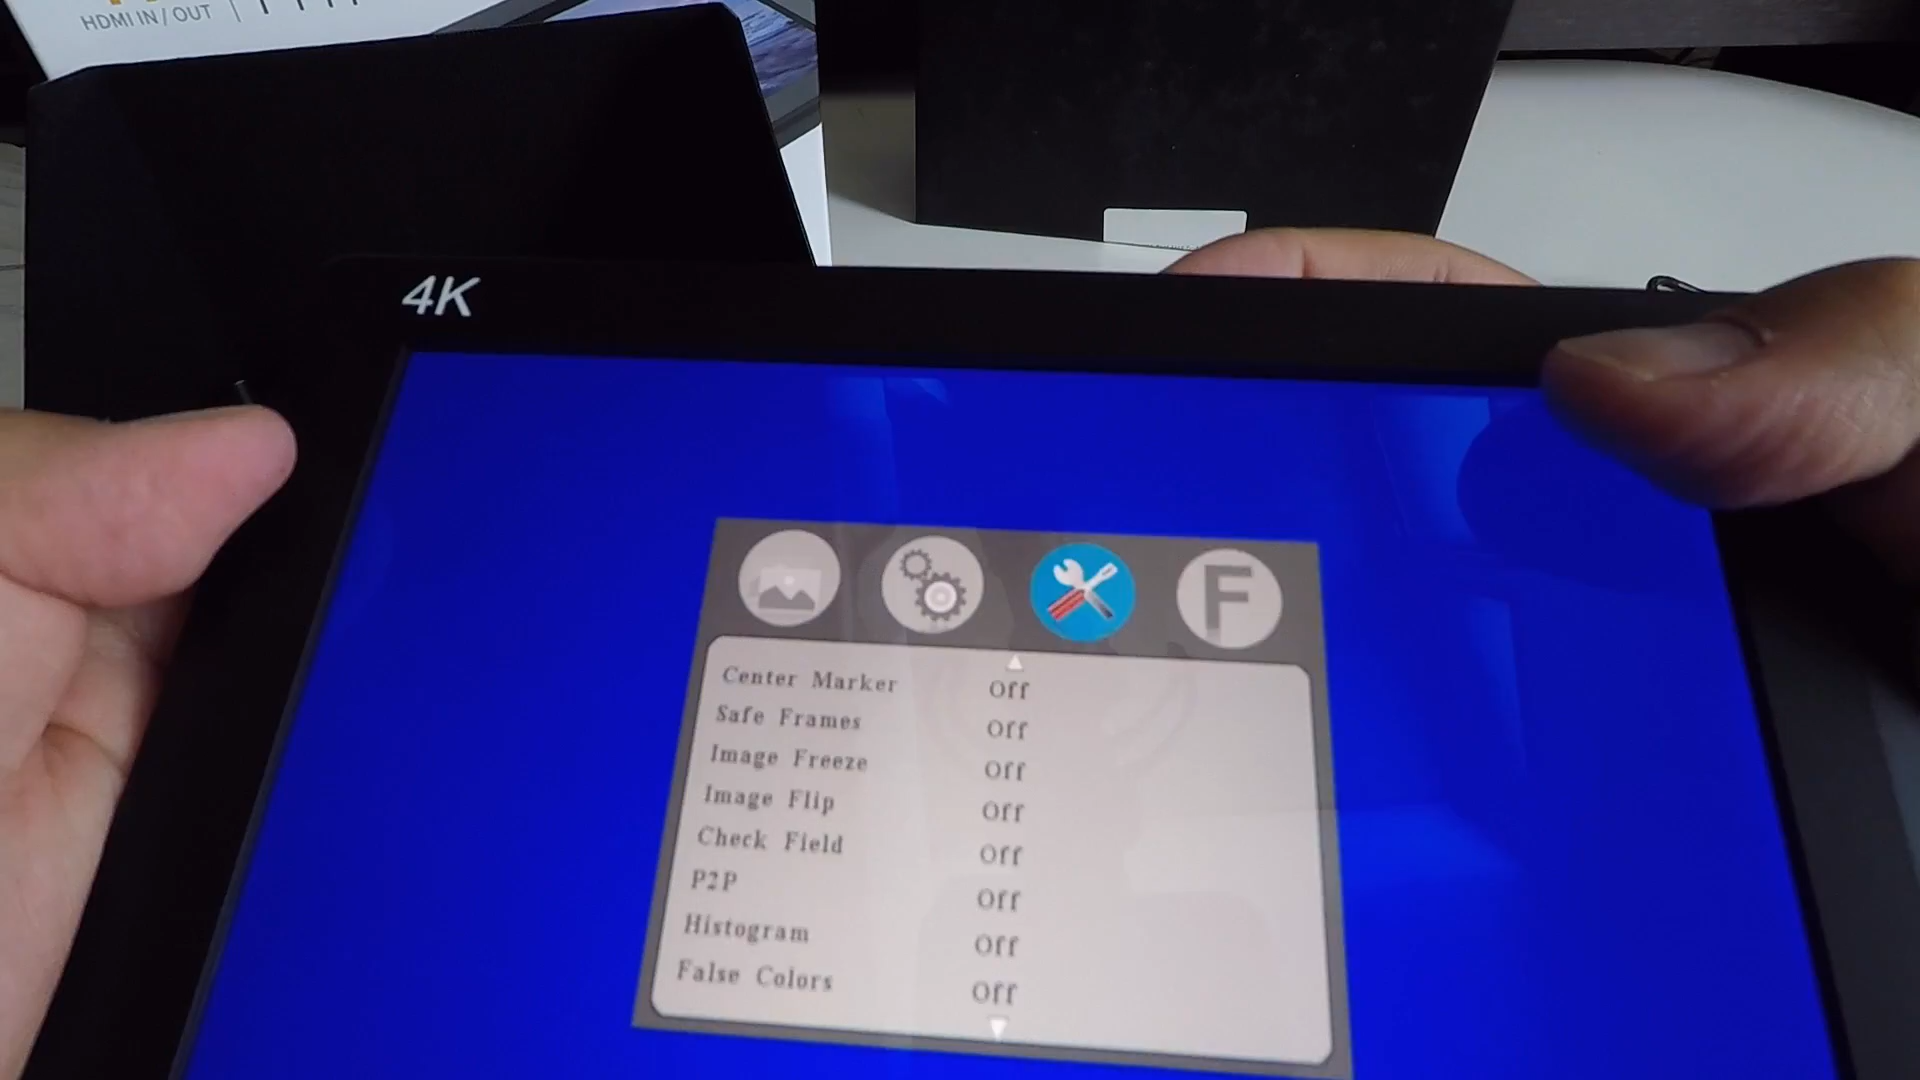 HDMI IN / OUT
4K
F
Center Marker Off
Safe Frames Off
Image Freeze Off
Image Flip Off
Check Field Off
P2P Off
Histogram Off
False Colors Off